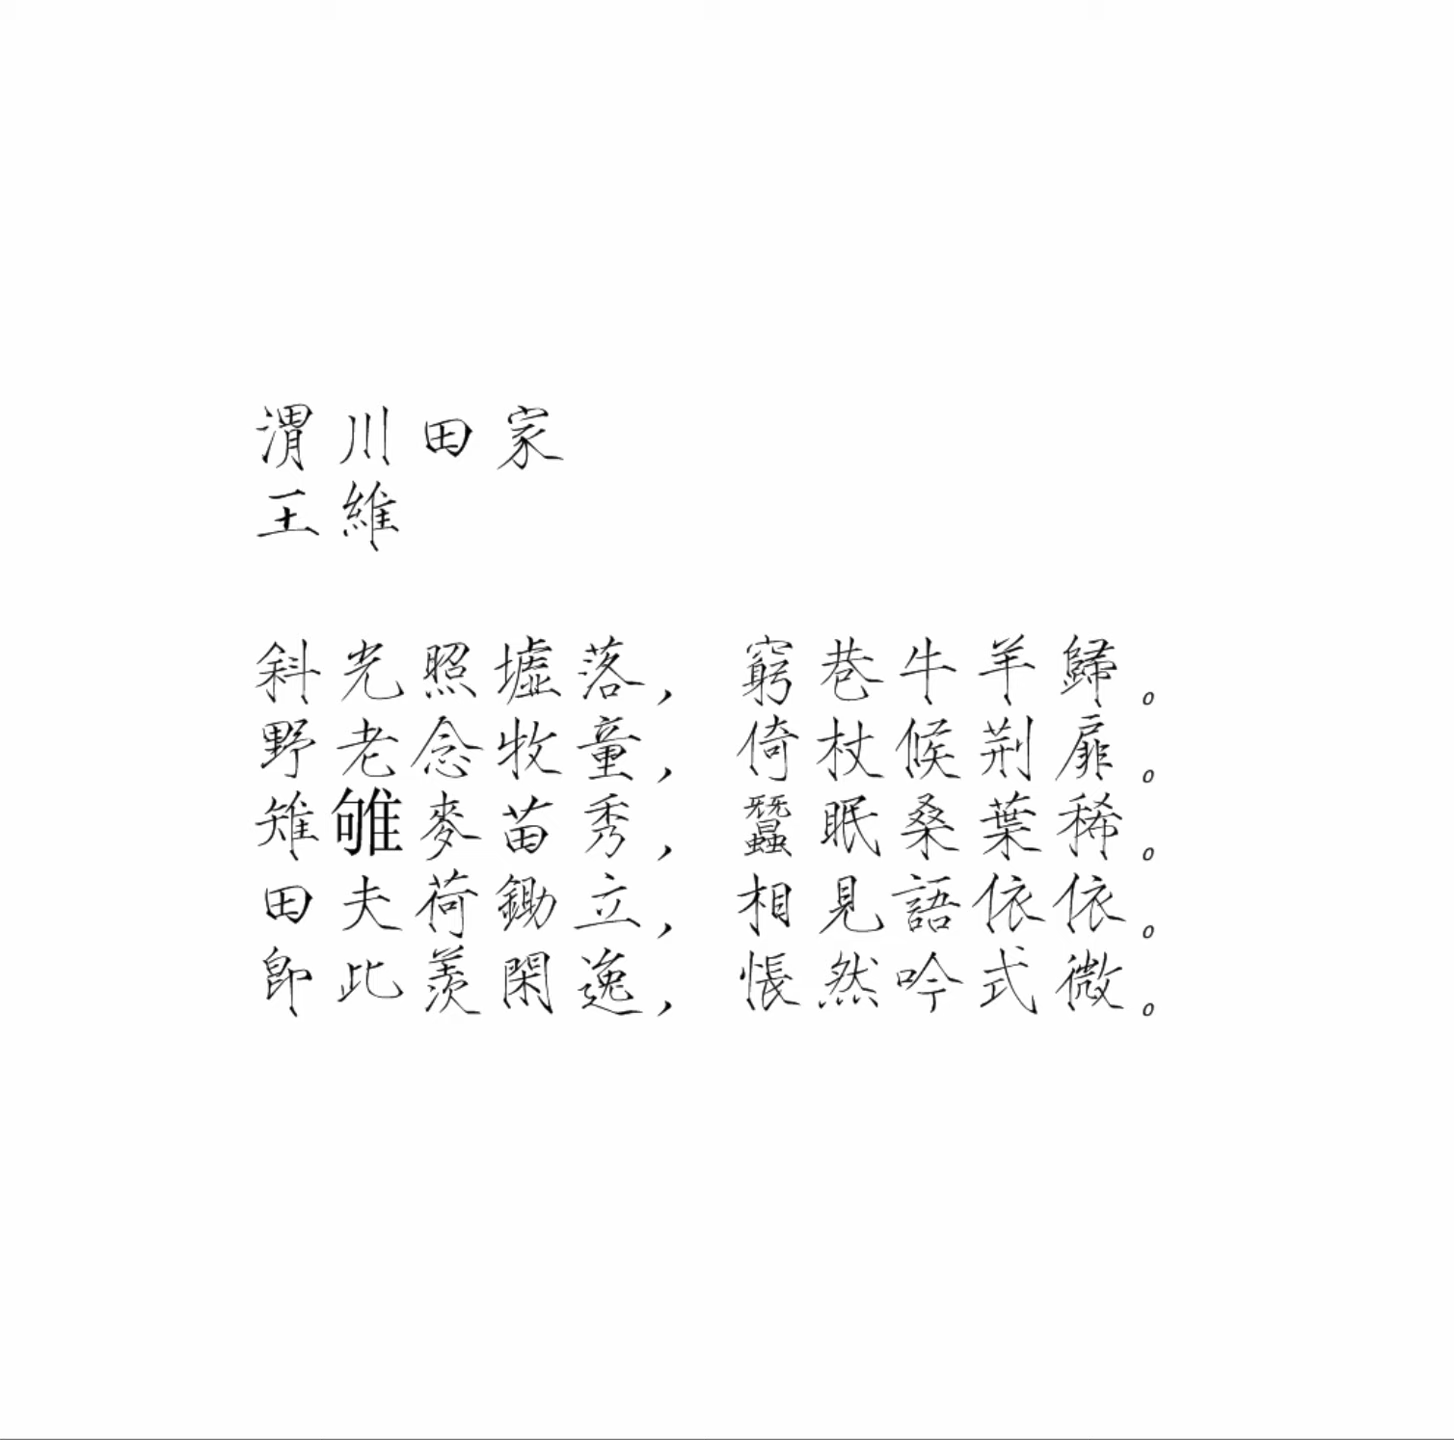 渭川田家
王維
斜光照墟落，窮巷牛羊歸。
野老念牧童，倚杖候荆扉。
雉雊麥苗秀，蠶眠桑葉稀。
田夫荷鋤立，相見語依依。
即此羨閑逸，悵然吟式微。